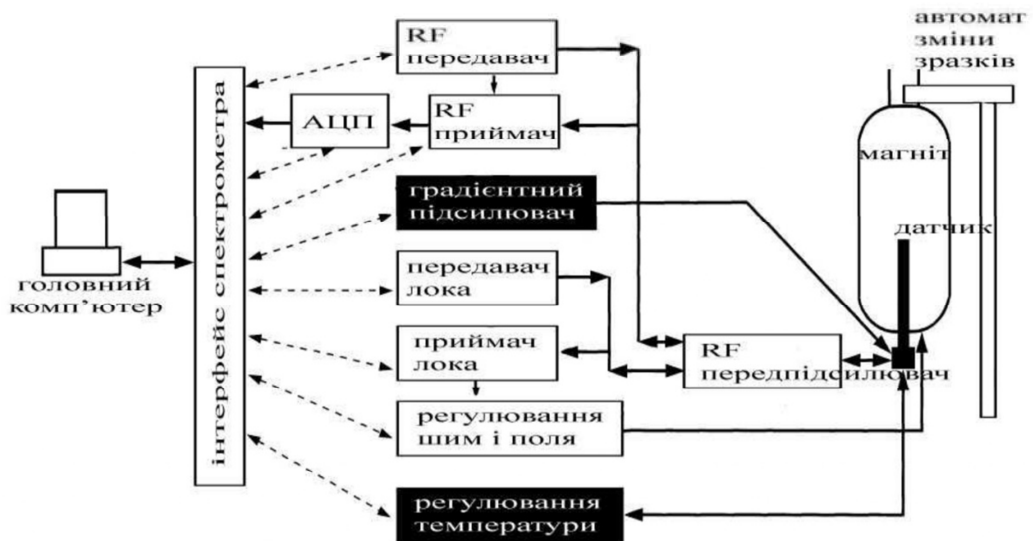 автомат
зміни
зразків
RF
передавач
АЦП
RF
приймач
магніт
градієнтний
підсилювач
датчик
головний
комп’ютер
інтерфейс спектрометра
передавач
лока
приймач
лока
RF
передпідсилювач
регулювання
шим і поля
регулювання
температури